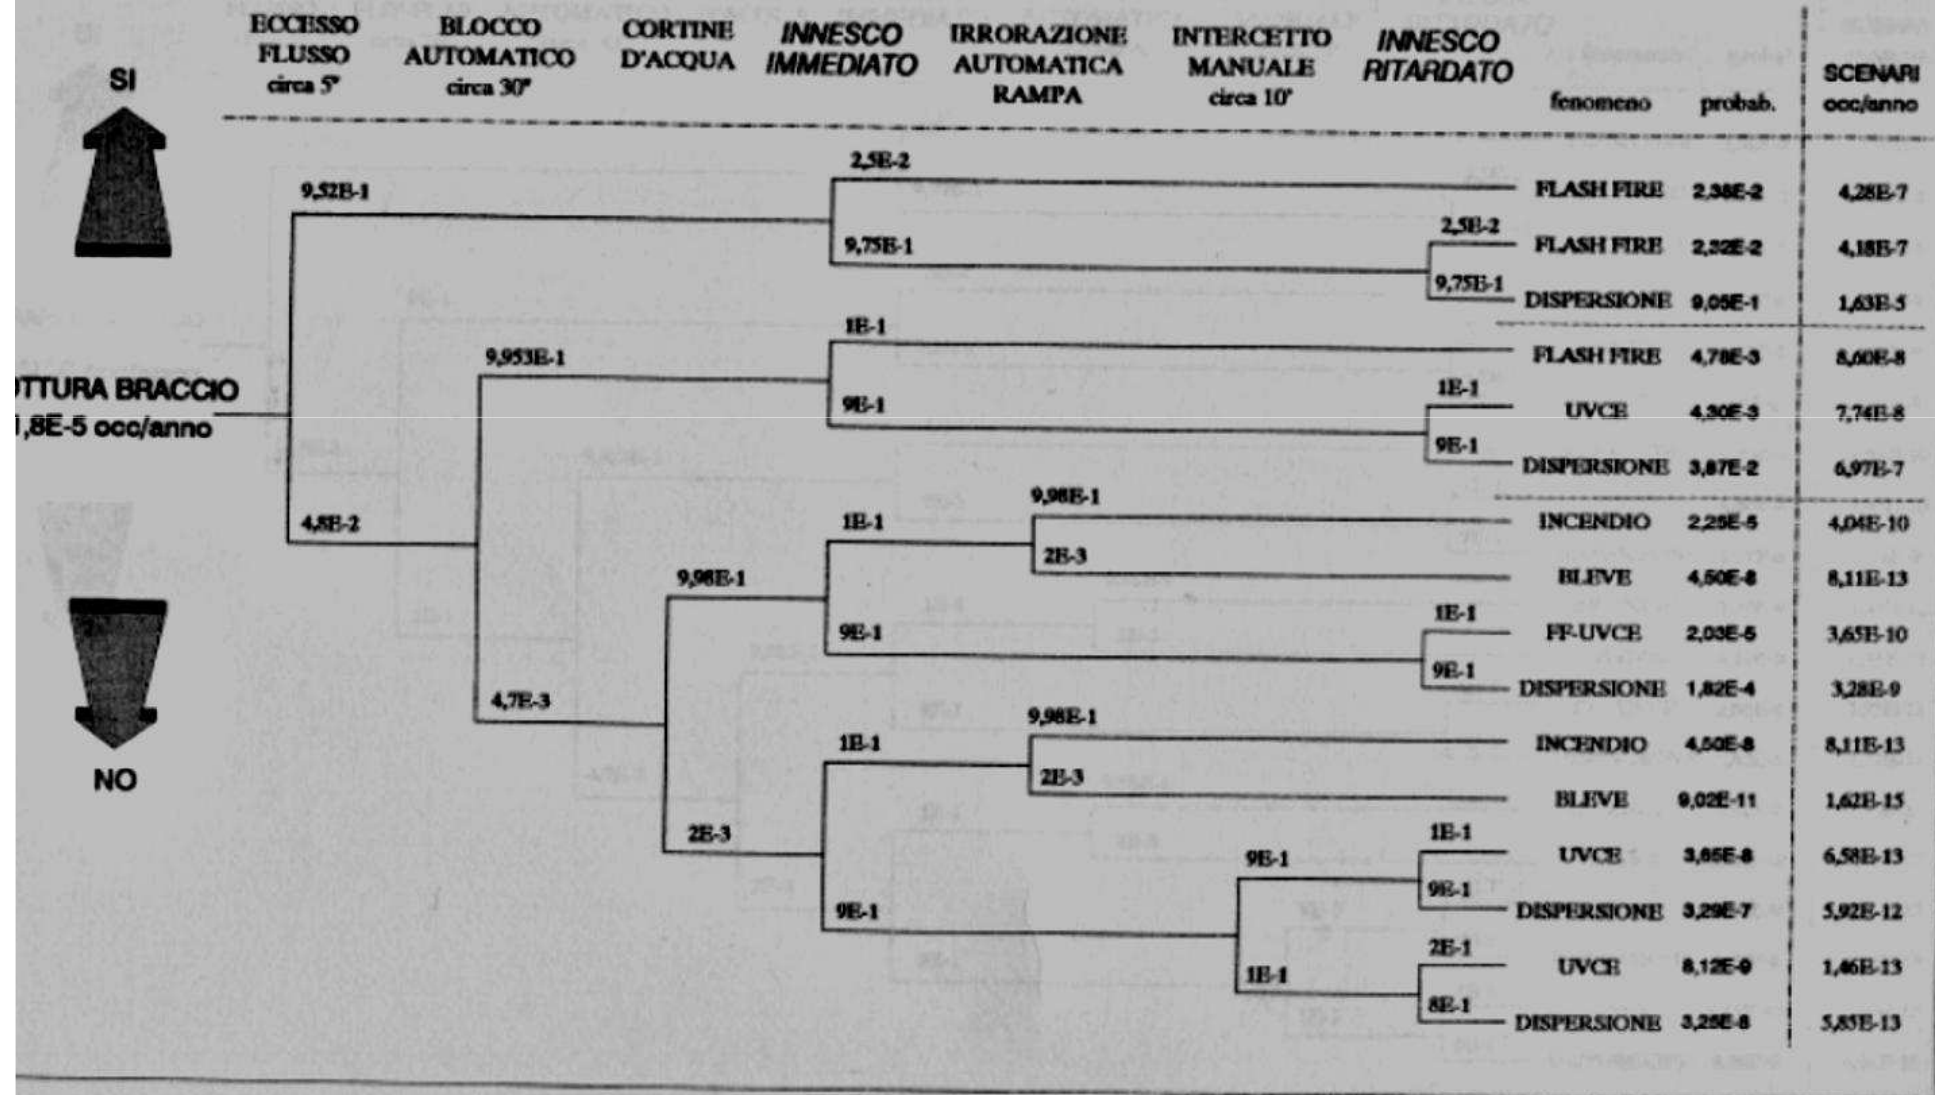 ECCESSO FLUSSO circa 5"
BLOCCO AUTOMATICO circa 30"
CORTINE D'ACQUA
INNESCO IMMEDIATO
IRRORAZIONE AUTOMATICA RAMPA
INTERCETTO MANUALE circa 10'
INNESCO RITARDATO
fenomeno
probab.
SCENARI occ/anno
SI
NO
OTTURA BRACCIO
1,8E-5 occ/anno
9,52E-1
2,5E-2
FLASH FIRE 2,38E-2 4,28E-7
9,75E-1
2,5E-2
FLASH FIRE 2,32E-2 4,18E-7
9,75E-1
DISPERSIONE 9,05E-1 1,63E-5
4,8E-2
9,953E-1
1E-1
FLASH FIRE 4,78E-3 8,60E-8
9E-1
1E-1
UVCE 4,30E-3 7,74E-8
9E-1
DISPERSIONE 3,87E-2 6,97E-7
4,7E-3
9,98E-1
1E-1
9,98E-1
INCENDIO 2,25E-5 4,04E-10
2E-3
BLEVE 4,50E-8 8,11E-13
9E-1
1E-1
FF-UVCE 2,03E-5 3,65E-10
9E-1
DISPERSIONE 1,82E-4 3,28E-9
2E-3
1E-1
9,98E-1
INCENDIO 4,50E-8 8,11E-13
2E-3
BLEVE 9,02E-11 1,62E-15
9E-1
9E-1
1E-1
UVCE 3,65E-8 6,58E-13
9E-1
DISPERSIONE 3,29E-7 5,92E-12
1E-1
2E-1
UVCE 8,12E-9 1,46E-13
8E-1
DISPERSIONE 3,25E-8 5,85E-13